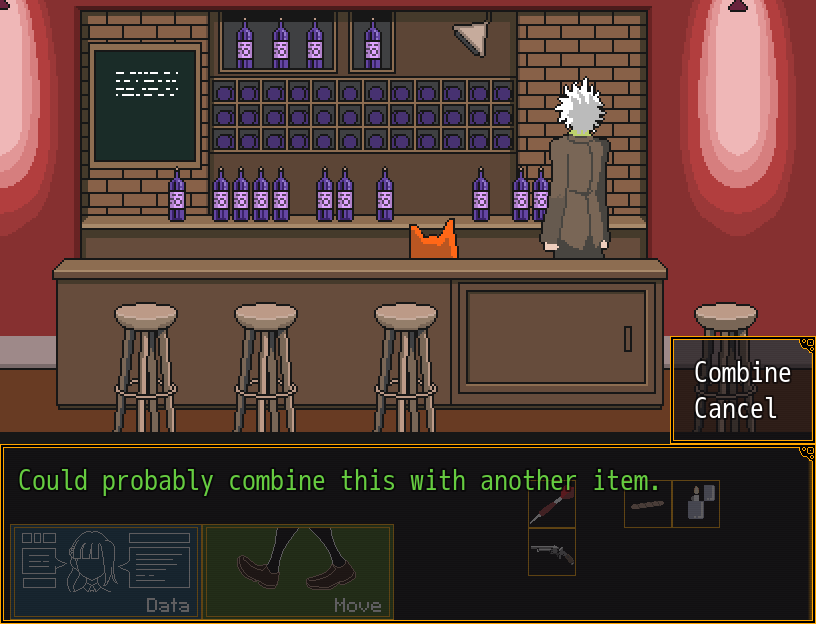 Combine
Cancel
Could probably combine this with another item.
Data
Move